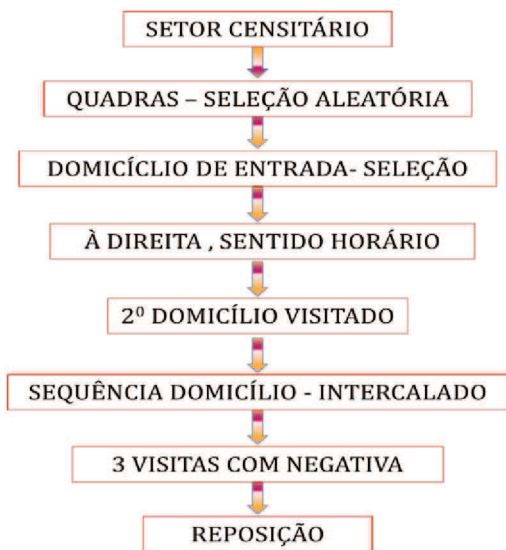 SETOR CENSITÁRIO
QUADRAS – SELEÇÃO ALEATÓRIA
DOMICÍCLIO DE ENTRADA- SELEÇÃO
À DIREITA , SENTIDO HORÁRIO
2º DOMICÍLIO VISITADO
SEQUÊNCIA DOMICÍLIO - INTERCALADO
3 VISITAS COM NEGATIVA
REPOSIÇÃO